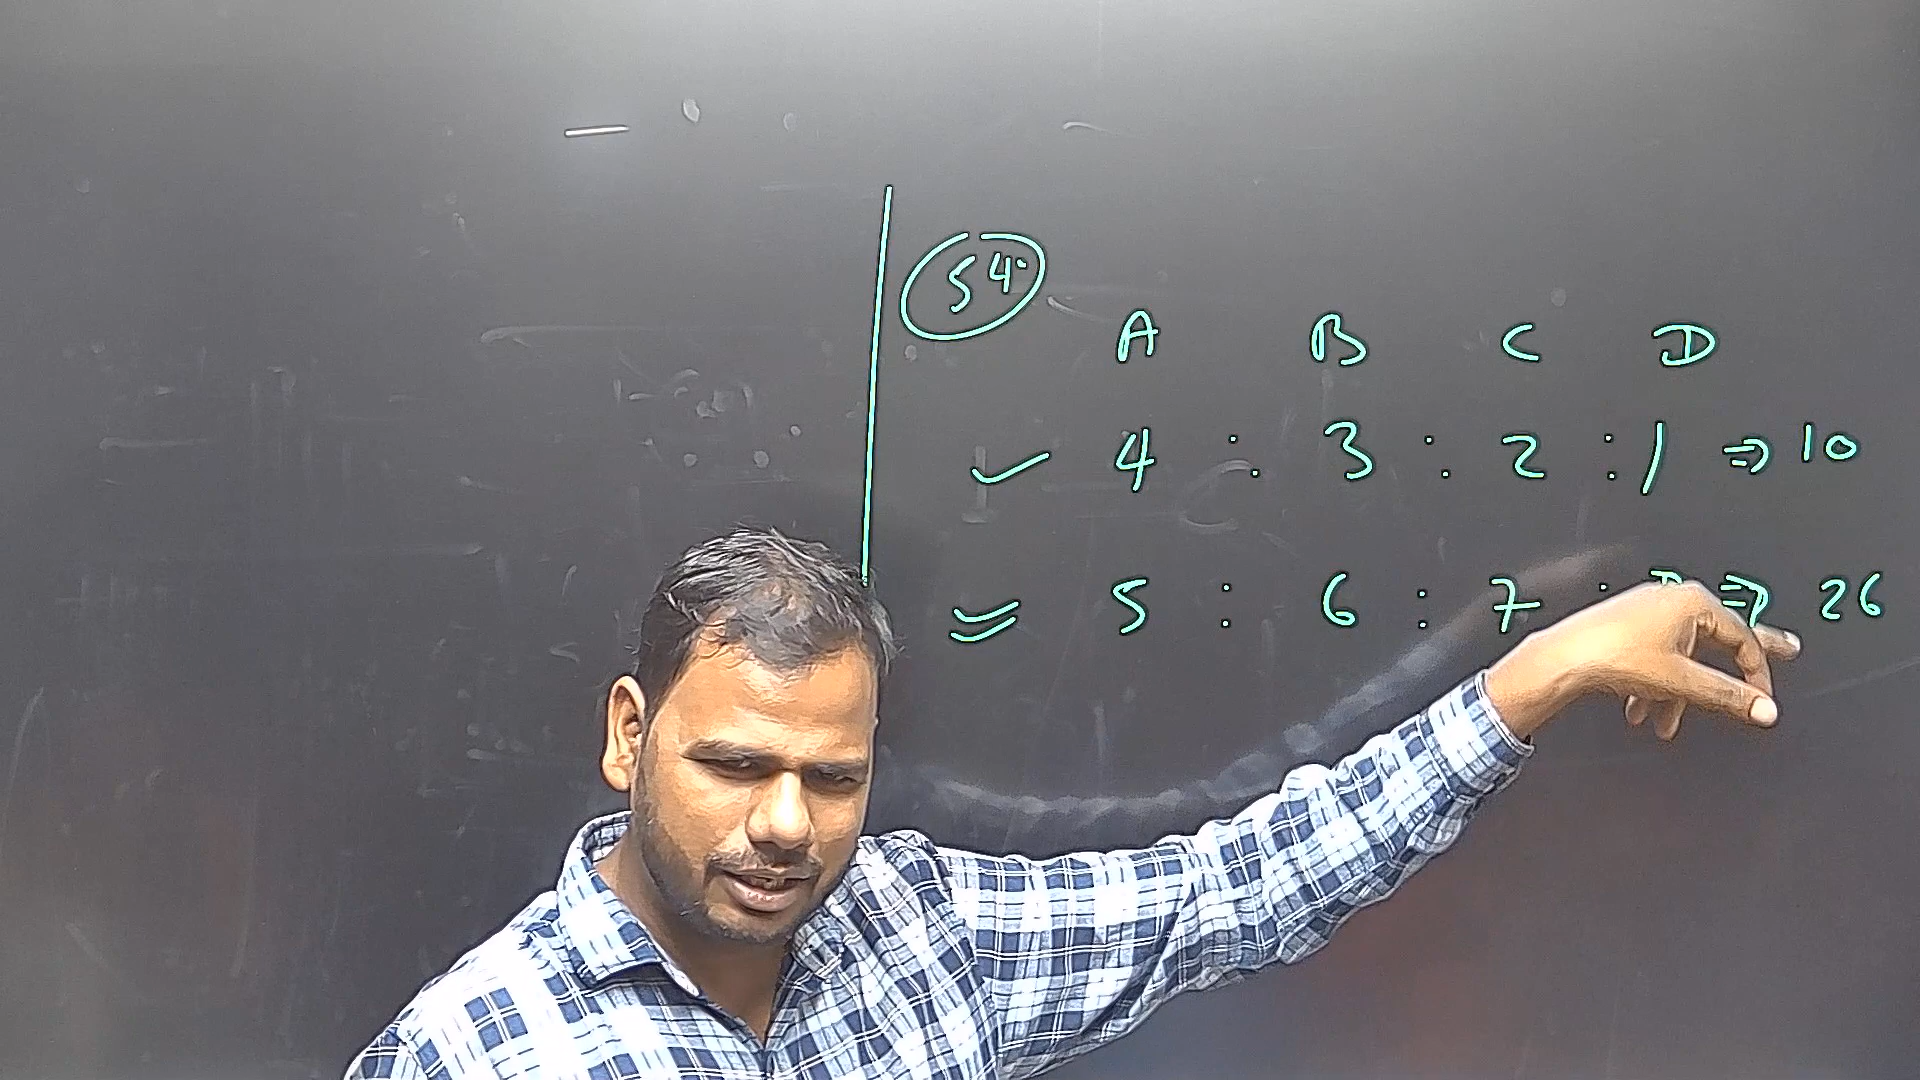 54.
A B C D
4 : 3 : 2 : 1 ⇒ 10
5 : 6 : 7 : ⇒ 26